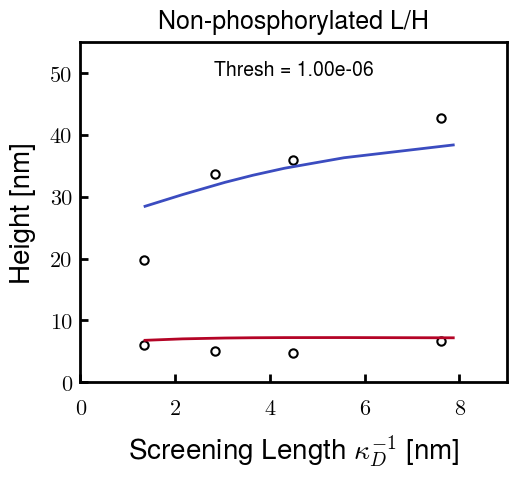 Non-phosphorylated L/H
Thresh = 1.00e-06
50
40
30
20
10
0
Height [nm]
0 2 4 6 8
Screening Length $\kappa_D^{-1}$ [nm]